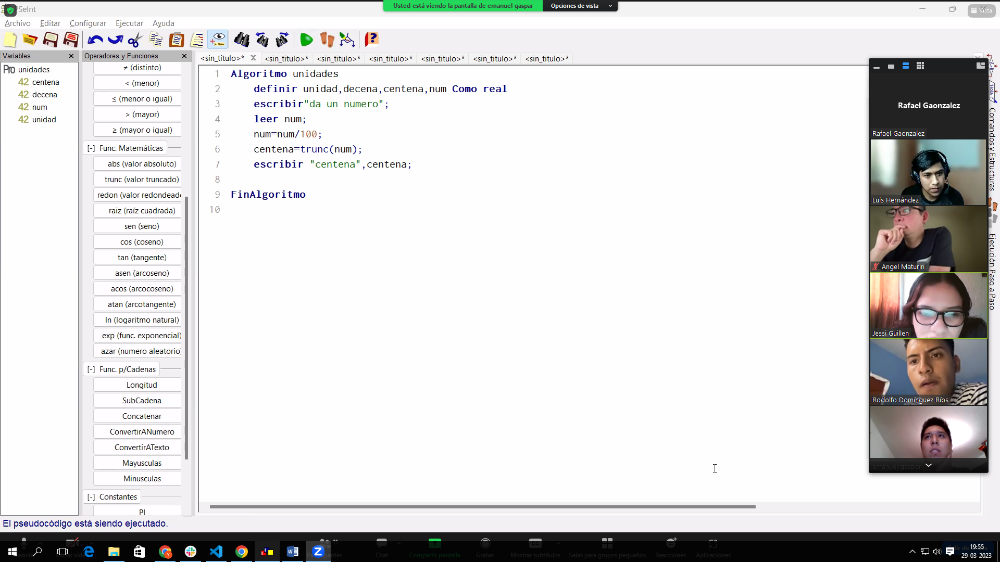 PSeInt
Usted está viendo la pantalla de emanuel gaspar
Opciones de vista
Vista
Archivo Editar Configurar Ejecutar Ayuda
Variables
Operadores y Funciones
<sin_titulo>* <sin_titulo>* <sin_titulo>* <sin_titulo>* <sin_titulo>* <sin_titulo>* <sin_titulo>*
Pro unidades
42 centena
42 decena
42 num
42 unidad
≠ (distinto)
< (menor)
≤ (menor o igual)
> (mayor)
≥ (mayor o igual)
[-] Func. Matemáticas
abs (valor absoluto)
trunc (valor truncado)
redon (valor redondeado
raiz (raíz cuadrada)
sen (seno)
cos (coseno)
tan (tangente)
asen (arcoseno)
acos (arcocoseno)
atan (arcotangente)
ln (logaritmo natural)
exp (func. exponencial)
azar (numero aleatorio)
[-] Func. p/Cadenas
Longitud
SubCadena
Concatenar
ConvertirANumero
ConvertirATexto
Mayusculas
Minusculas
[-] Constantes
PI
1 Algoritmo unidades
2 definir unidad,decena,centena,num Como real
3 escribir"da un numero";
4 leer num;
5 num=num/100;
6 centena=trunc(num);
7 escribir "centena",centena;
8
9 FinAlgoritmo
10
Rafael Gaonzalez
Rafael Gaonzalez
Luis Hernández
Angel Maturin
Jessi Guillen
Rodolfo Domínguez Ríos
emanuel gaspar
Comandos y Estructuras
Ejecución Paso a Paso
El pseudocódigo está siendo ejecutado.
11
Chat
Compartir pantalla
Grabar
Mostrar subtítulos
Salas para grupos pequeños
Reacciones
Aplicaciones
19:55
29-03-2023